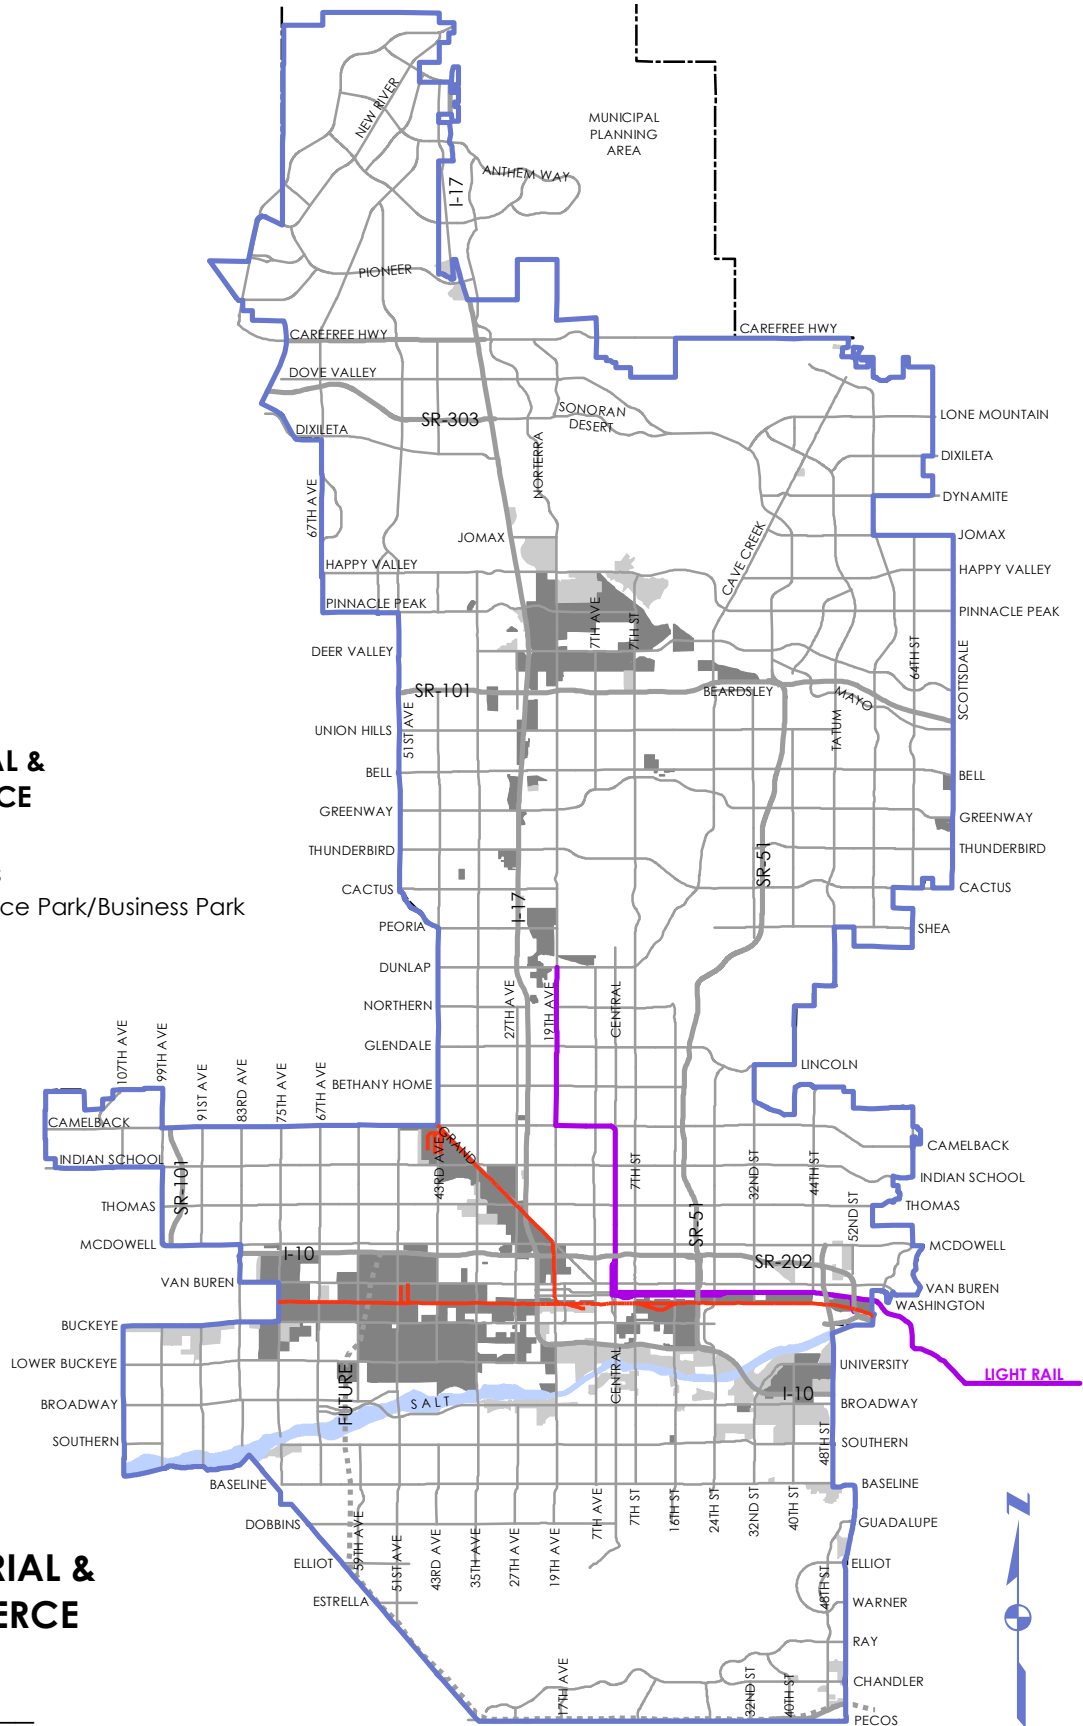 MUNICIPAL
PLANNING
AREA
NEW RIVER
ANTHEM WAY
I-17
PIONEER
CAREFREE HWY
CAREFREE HWY
DOVE VALLEY
SR-303
SONORAN
DESERT
LONE MOUNTAIN
DIXILETA
DIXILETA
NORTERRA
67TH AVE
DYNAMITE
JOMAX
JOMAX
CAVE CREEK
HAPPY VALLEY
HAPPY VALLEY
PINNACLE PEAK
PINNACLE PEAK
7TH AVE
7TH ST
64TH ST
DEER VALLEY
SR-101
BEARDSLEY
MAYO
SCOTTSDALE
51ST AVE
TATUM
UNION HILLS
AL &
CE
BELL
BELL
GREENWAY
GREENWAY
THUNDERBIRD
THUNDERBIRD
SR-51
S
CACTUS
CACTUS
ce Park/Business Park
I-17
PEORIA
SHEA
DUNLAP
27TH AVE
19TH AVE
CENTRAL
NORTHERN
GLENDALE
107TH AVE
99TH AVE
91ST AVE
83RD AVE
75TH AVE
67TH AVE
LINCOLN
BETHANY HOME
CAMELBACK
GRAND
CAMELBACK
INDIAN SCHOOL
SR-101
43RD AVE
7TH ST
32ND ST
44TH ST
INDIAN SCHOOL
THOMAS
SR-51
52ND ST
THOMAS
MCDOWELL
I-10
SR-202
MCDOWELL
VAN BUREN
VAN BUREN
WASHINGTON
BUCKEYE
LOWER BUCKEYE
FUTURE
CENTRAL
UNIVERSITY
LIGHT RAIL
BROADWAY
SALT
I-10
BROADWAY
SOUTHERN
48TH ST
SOUTHERN
BASELINE
BASELINE
7TH AVE
7TH ST
16TH ST
24TH ST
32ND ST
40TH ST
DOBBINS
GUADALUPE
59TH AVE
51ST AVE
43RD AVE
35TH AVE
27TH AVE
19TH AVE
ELLIOT
ELLIOT
RIAL &
ERCE
48TH ST
ESTRELLA
WARNER
RAY
17TH AVE
32ND ST
40TH ST
CHANDLER
PECOS
N